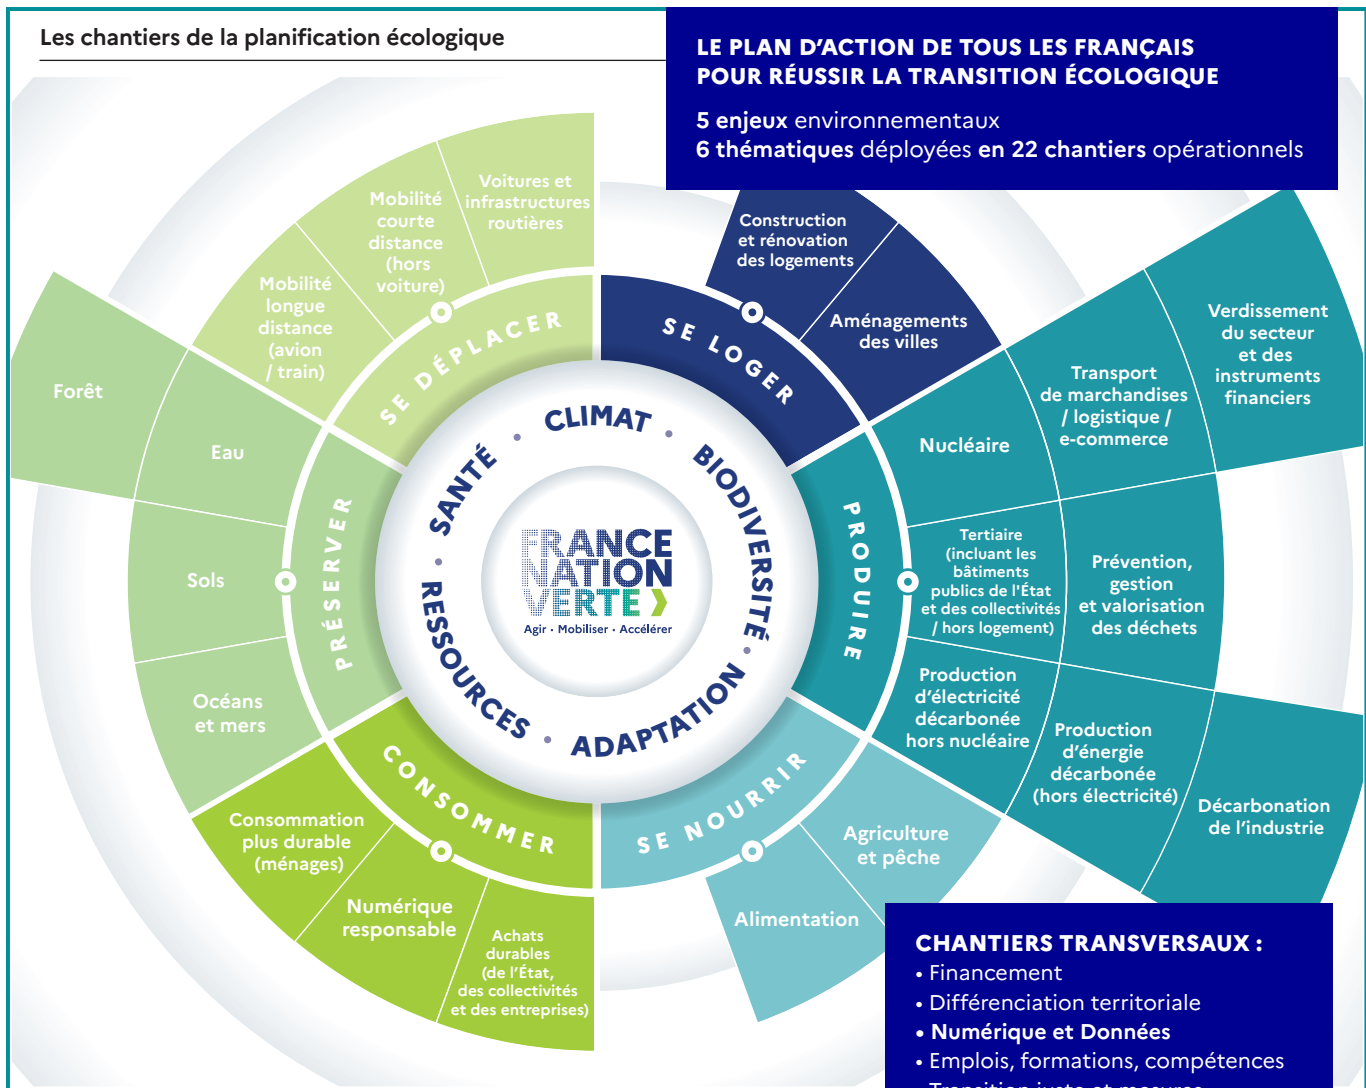 Les chantiers de la planification écologique
LE PLAN D'ACTION DE TOUS LES FRANÇAIS
POUR RÉUSSIR LA TRANSITION ÉCOLOGIQUE
5 enjeux environnementaux
6 thématiques déployées en 22 chantiers opérationnels
SE DÉPLACER
Mobilité
longue
distance
(avion
/ train)
Mobilité
courte
distance
(hors
voiture)
Voitures et
infrastructures
routières
SE LOGER
Construction
et rénovation
des logements
Aménagements
des villes
PRODUIRE
Nucléaire
Transport
de marchandises
/ logistique /
e-commerce
Verdissement
du secteur
et des
instruments
financiers
Tertiaire
(incluant les
bâtiments
publics de l'État
et des collectivités
/ hors logement)
Prévention,
gestion
et valorisation
des déchets
Production
d'électricité
décarbonée
hors nucléaire
Production
d'énergie
décarbonée
(hors électricité)
Décarbonation
de l'industrie
SE NOURRIR
Agriculture
et pêche
Alimentation
CONSOMMER
Consommation
plus durable
(ménages)
Numérique
responsable
Achats
durables
(de l'État,
des collectivités
et des entreprises)
PRÉSERVER
Forêt
Eau
Sols
Océans
et mers
SANTÉ • CLIMAT • BIODIVERSITÉ • ADAPTATION • RESSOURCES •
FRANCE
NATION
VERTE
Agir • Mobiliser • Accélérer
CHANTIERS TRANSVERSAUX :
• Financement
• Différenciation territoriale
• Numérique et Données
• Emplois, formations, compétences
• Transition juste et mesures